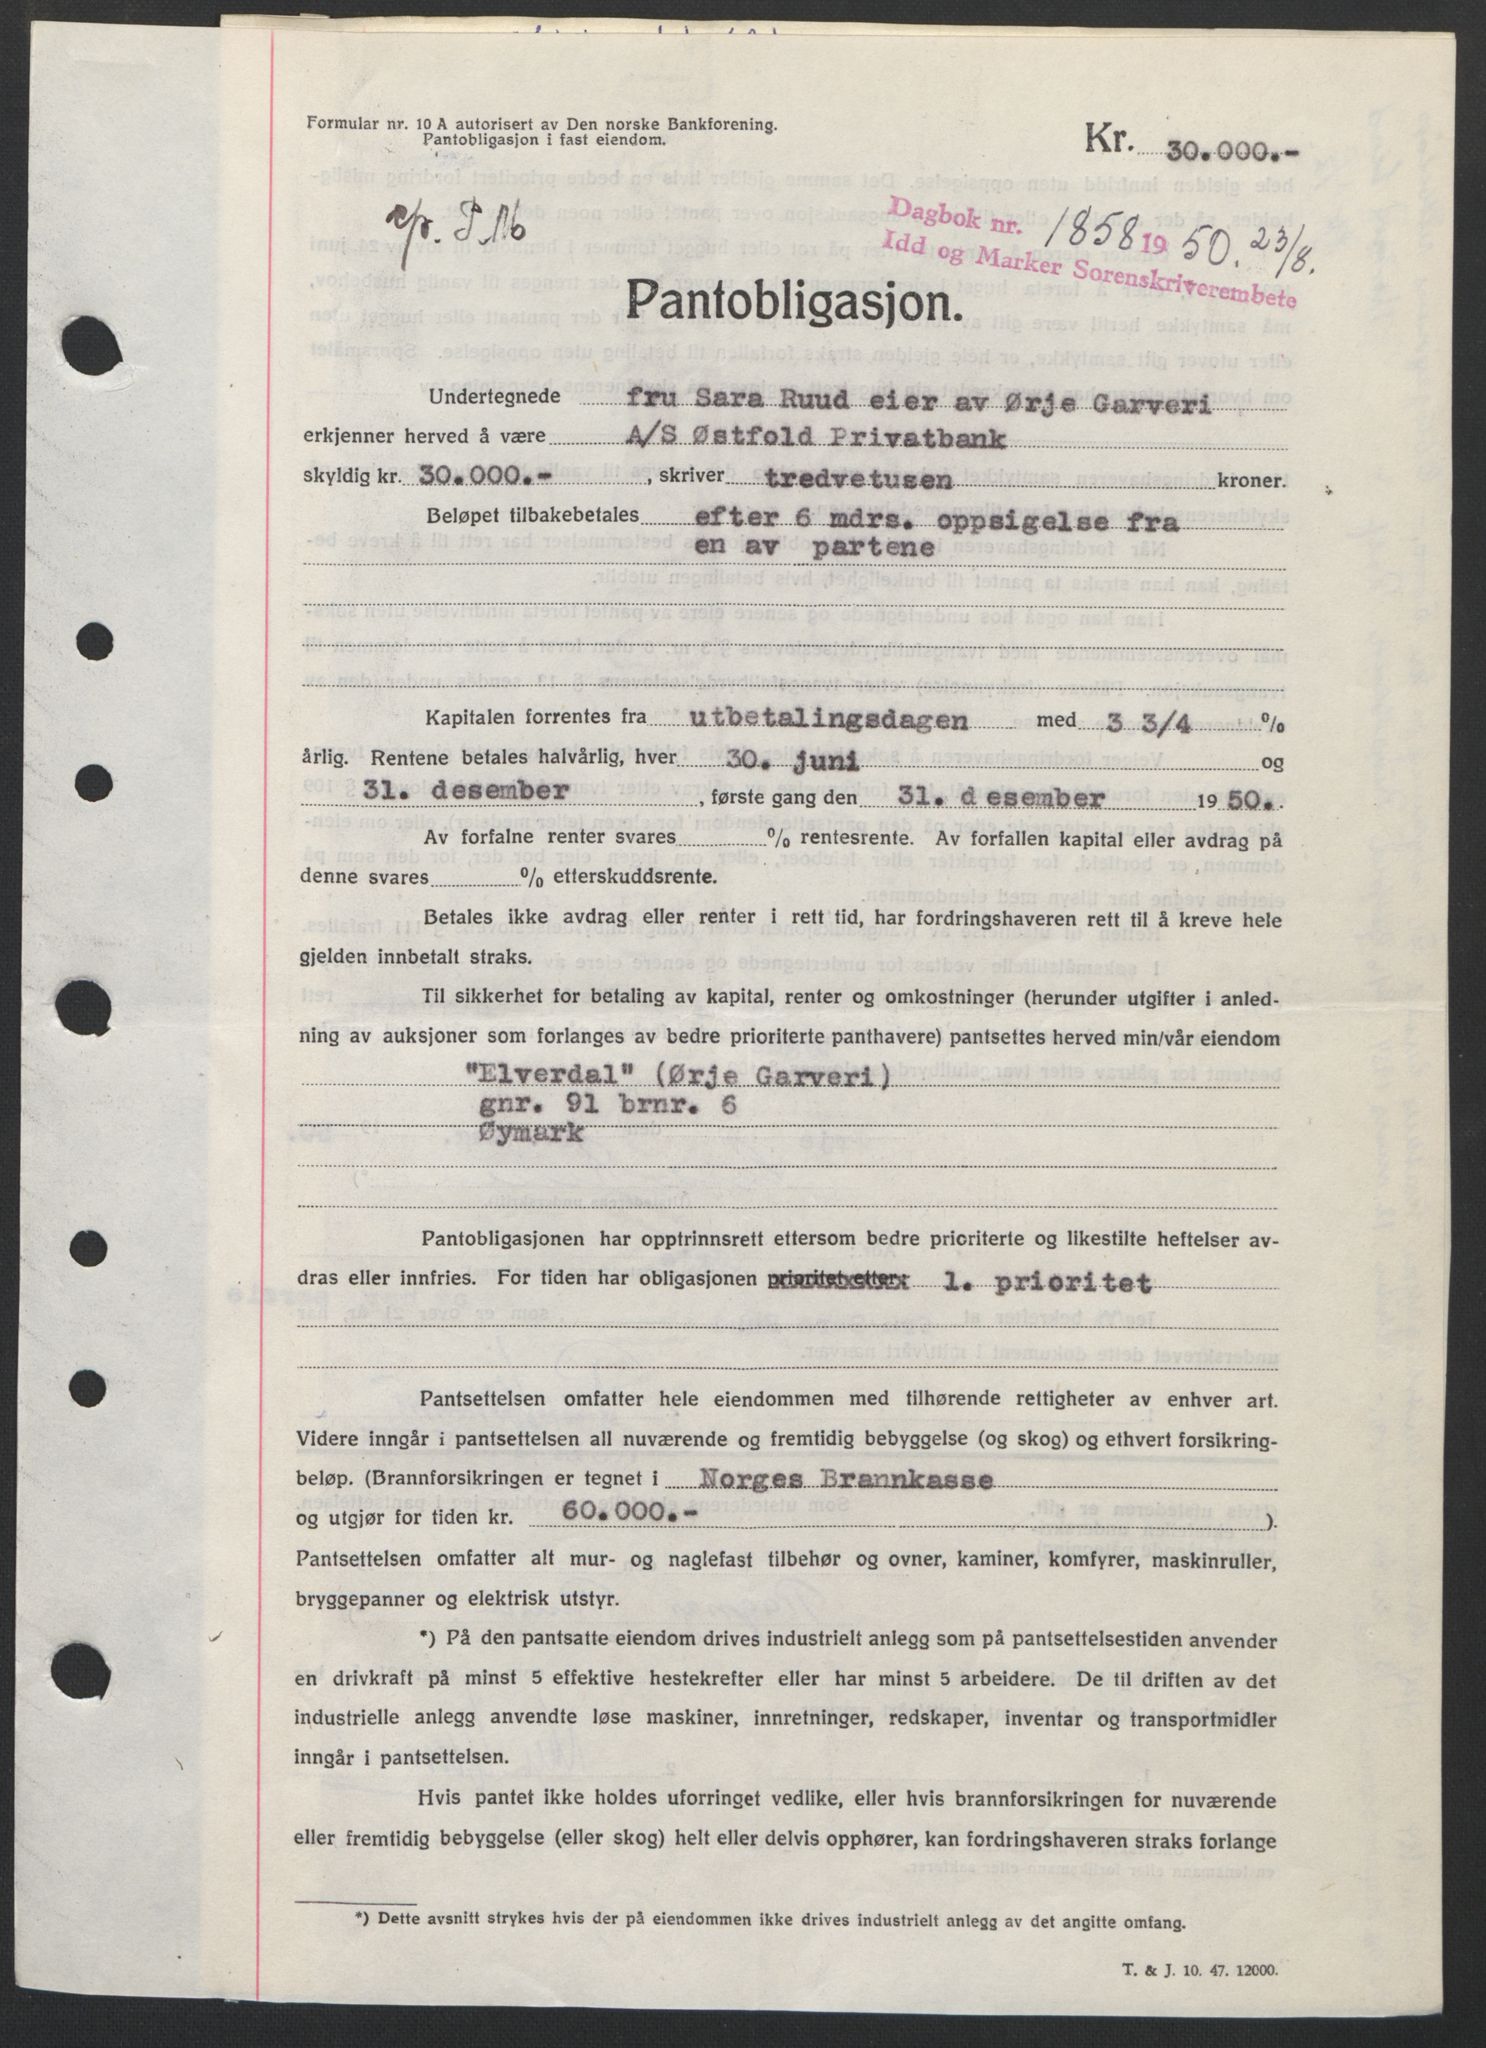 Formular nr. 10 A autorisert av Den norske Bankforening.
Pantobligasjon i fast eiendom.
Kr. 30.000.-
Dagbok nr. 1858 1950. 23/8.
Idd og Marker Sorenskriverembete
Pantobligasjon.
Undertegnede fru Sara Ruud eier av Ørje Garveri
erkjenner herved å være A/S Østfold Privatbank
skyldig kr. 30.000.- , skriver tredvetusen kroner.
Beløpet tilbakebetales efter 6 mdrs. oppsigelse fra
en av partene
Kapitalen forrentes fra utbetalingsdagen med 3 3/4 %
årlig. Rentene betales halvårlig, hver 30. juni og
31. desember , første gang den 31. d esember 1950.
Av forfalne renter svares % rentesrente. Av forfallen kapital eller avdrag på
denne svares % etterskuddsrente.
Betales ikke avdrag eller renter i rett tid, har fordringshaveren rett til å kreve hele
gjelden innbetalt straks.
Til sikkerhet for betaling av kapital, renter og omkostninger (herunder utgifter i anled-
ning av auksjoner som forlanges av bedre prioriterte panthavere) pantsettes herved min/vår eiendom
"Elverdal" (Ørje Garveri)
gnr. 91 brnr. 6
Øymark
Pantobligasjonen har opptrinnsrett ettersom bedre prioriterte og likestilte heftelser av-
dras eller innfries. For tiden har obligasjonen prioritet etter: 1. prioritet
Pantsettelsen omfatter hele eiendommen med tilhørende rettigheter av enhver art.
Videre inngår i pantsettelsen all nuværende og fremtidig bebyggelse (og skog) og ethvert forsikring-
beløp. (Brannforsikringen er tegnet i Norges Brannkasse
og utgjør for tiden kr. 60.000.- ).
Pantsettelsen omfatter alt mur- og naglefast tilbehør og ovner, kaminer, komfyrer, maskinruller,
bryggepanner og elektrisk utstyr.
*) På den pantsatte eiendom drives industrielt anlegg som på pantsettelsestiden anvender
en drivkraft på minst 5 effektive hestekrefter eller har minst 5 arbeidere. De til driften av det
industrielle anlegg anvendte løse maskiner, innretninger, redskaper, inventar og transportmidler
inngår i pantsettelsen.
Hvis pantet ikke holdes uforringet vedlike, eller hvis brannforsikringen for nuværende
eller fremtidig bebyggelse (eller skog) helt eller delvis opphører, kan fordringshaveren straks forlange
*) Dette avsnitt strykes hvis der på eiendommen ikke drives industrielt anlegg av det angitte omfang.
T. & J. 10. 47. 12000.